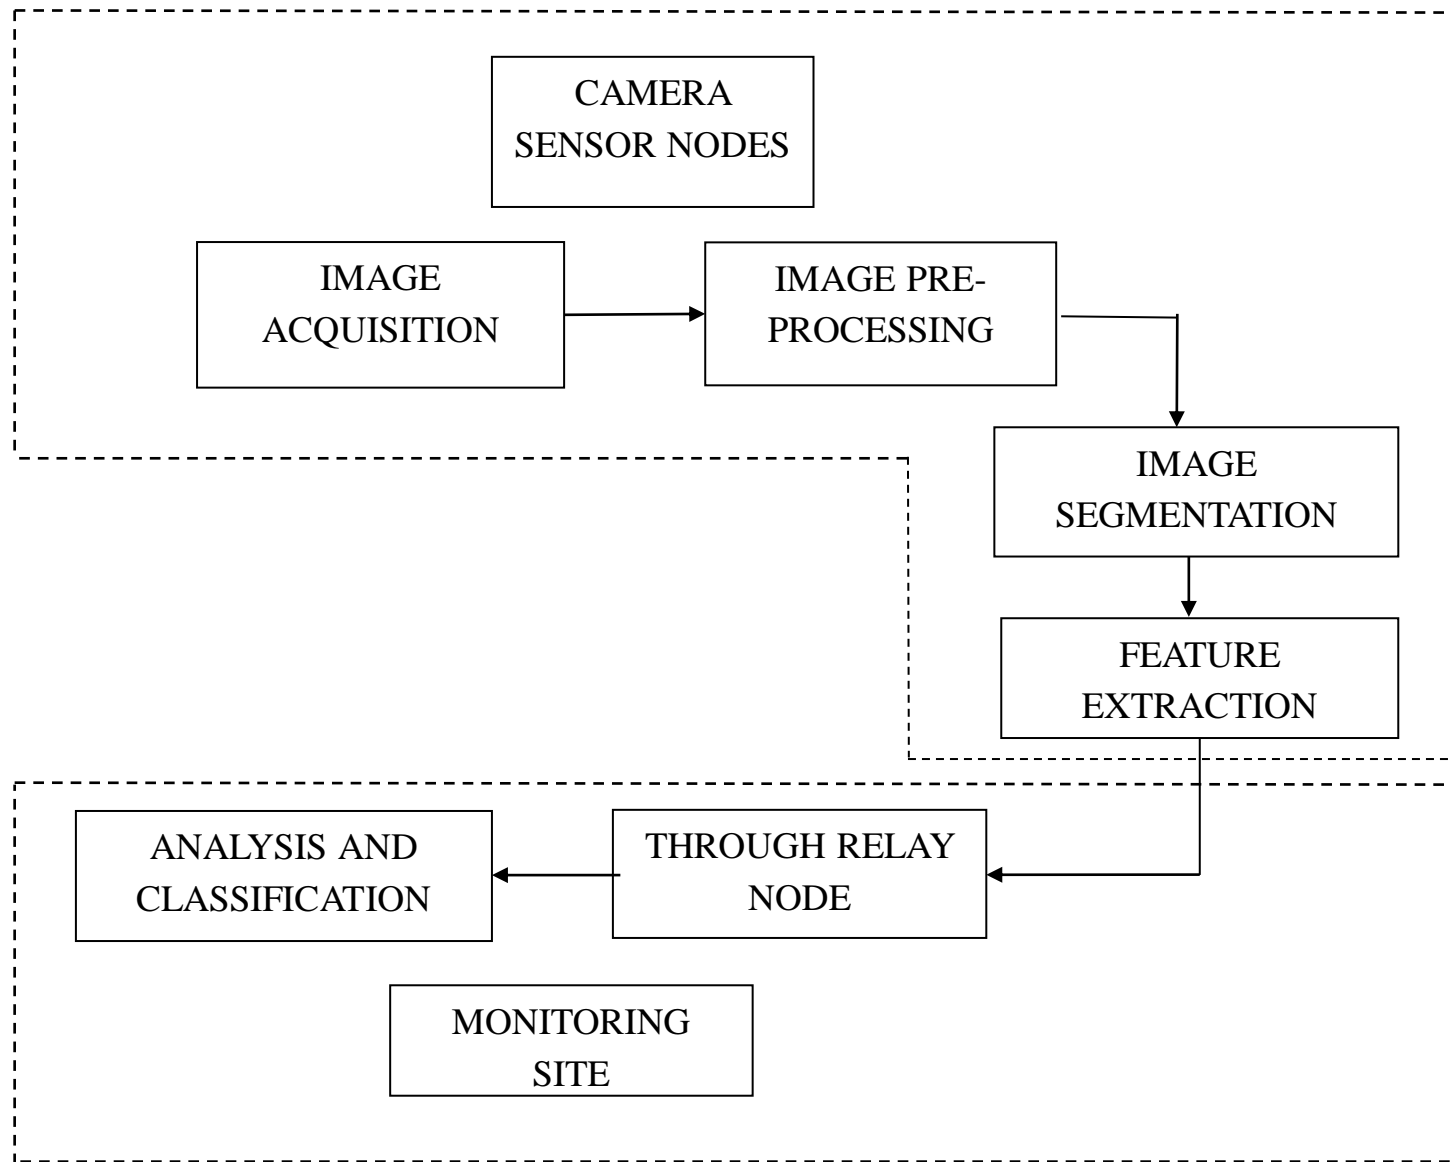 CAMERA
SENSOR NODES
IMAGE
ACQUISITION
IMAGE PRE-
PROCESSING
IMAGE
SEGMENTATION
FEATURE
EXTRACTION
ANALYSIS AND
CLASSIFICATION
THROUGH RELAY
NODE
MONITORING
SITE